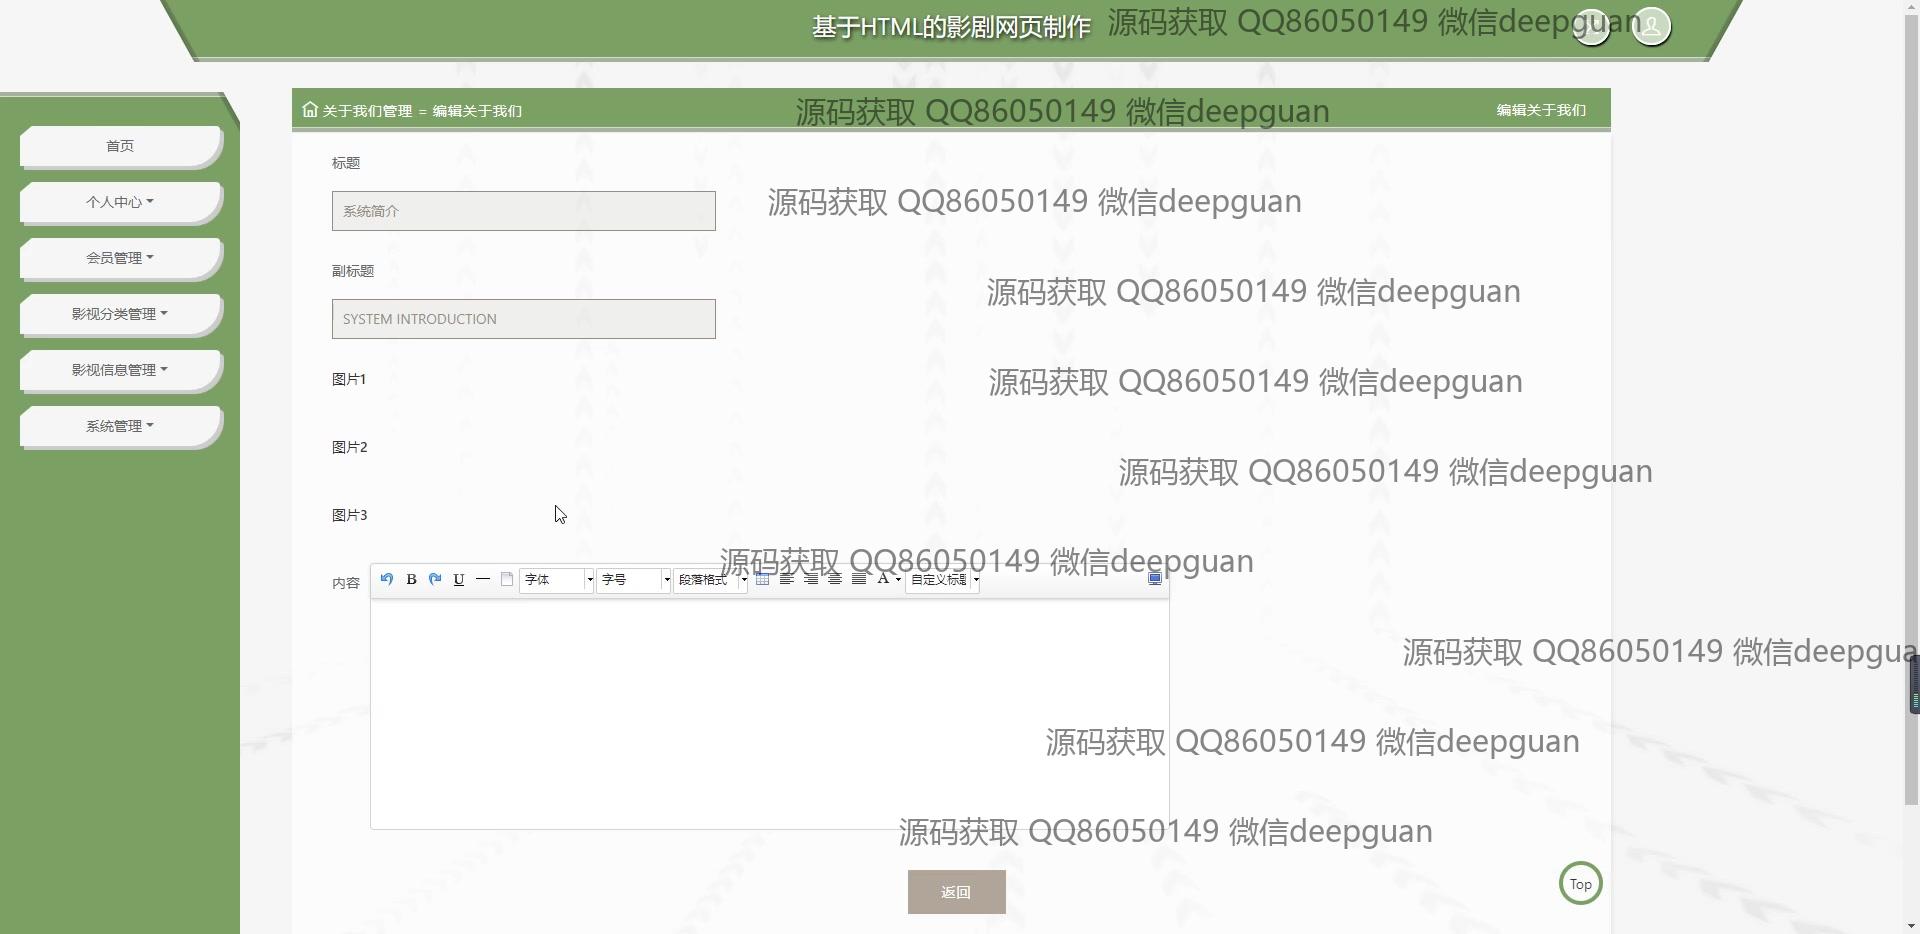 基于HTML的影剧网页制作
源码获取 QQ86050149 微信deepguan
关于我们管理 = 编辑关于我们
源码获取 QQ86050149 微信deepguan
编辑关于我们
首页
个人中心
会员管理
影视分类管理
影视信息管理
系统管理
标题
系统简介
源码获取 QQ86050149 微信deepguan
副标题
源码获取 QQ86050149 微信deepguan
SYSTEM INTRODUCTION
图片1
源码获取 QQ86050149 微信deepguan
图片2
源码获取 QQ86050149 微信deepguan
图片3
源码获取 QQ86050149 微信deepguan
内容
B U 字体 字号 段落格式 A 自定义标题
源码获取 QQ86050149 微信deepgua
源码获取 QQ86050149 微信deepguan
源码获取 QQ86050149 微信deepguan
返回
Top